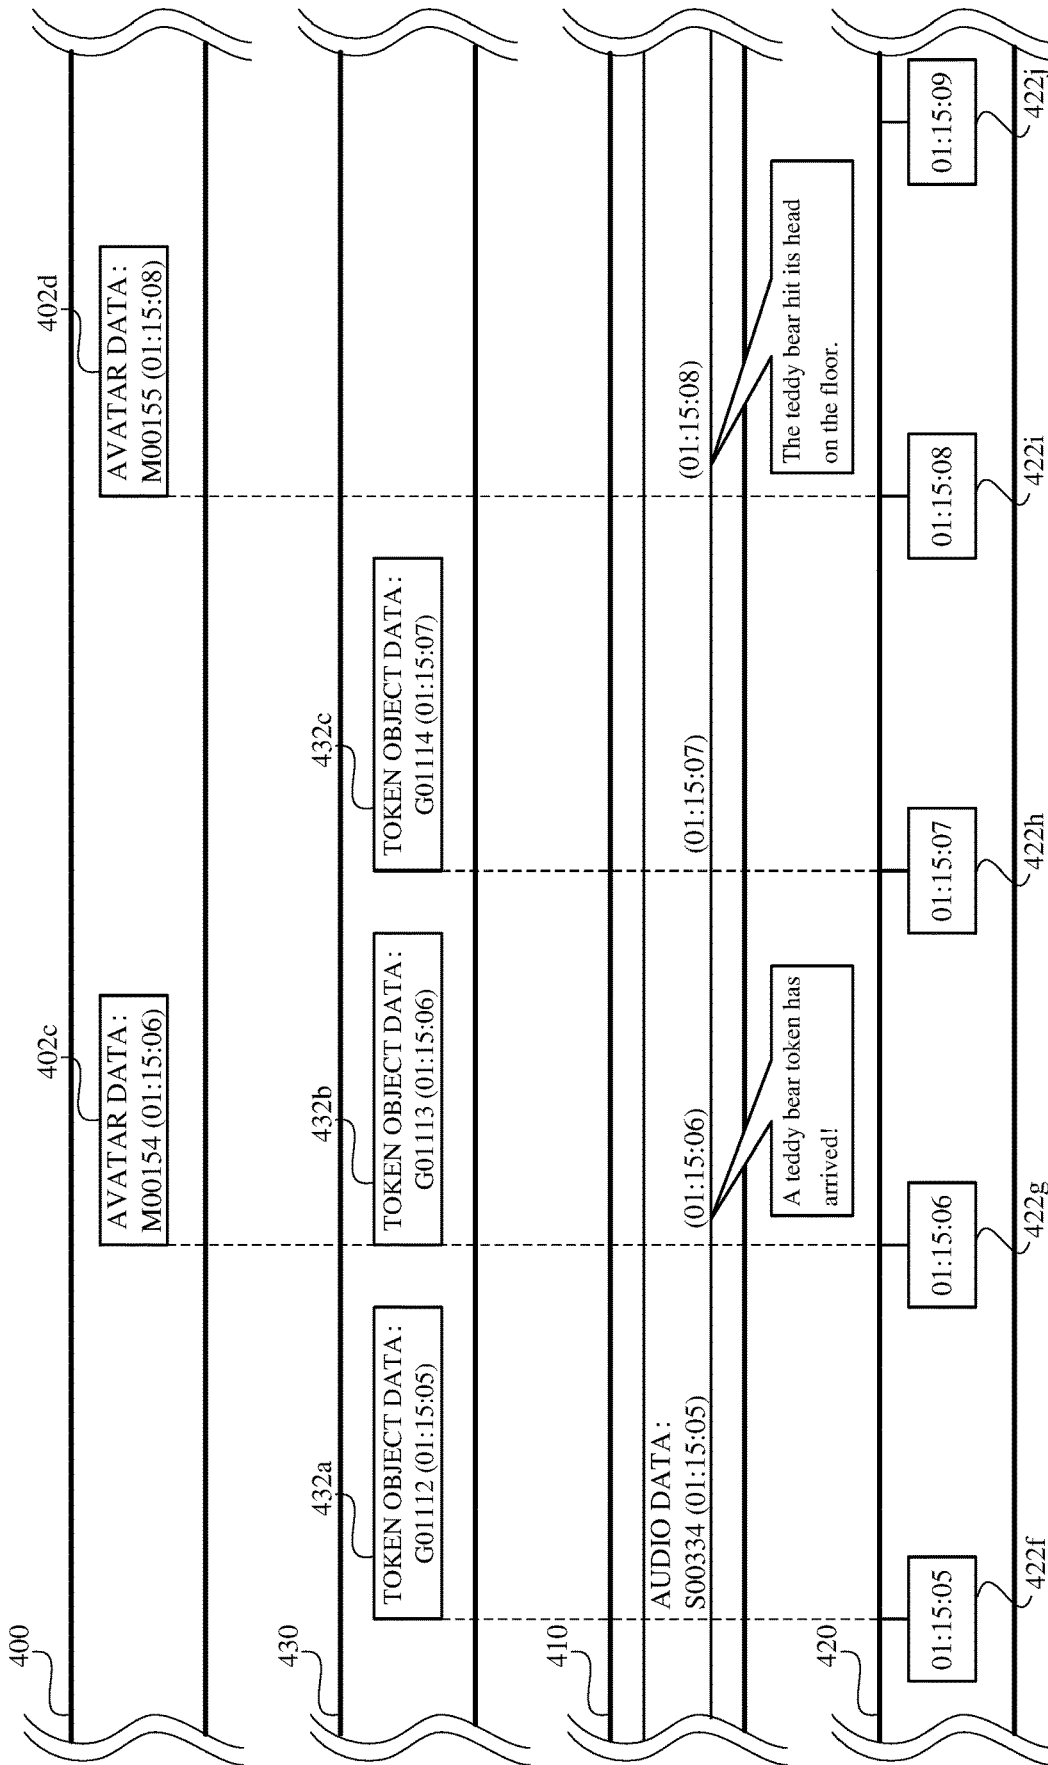 400
402c
AVATAR DATA:
M00154 (01:15:06)
402d
AVATAR DATA:
M00155 (01:15:08)
430
432a
TOKEN OBJECT DATA:
G01112 (01:15:05)
432b
TOKEN OBJECT DATA:
G01113 (01:15:06)
432c
TOKEN OBJECT DATA:
G01114 (01:15:07)
410
AUDIO DATA:
S00334 (01:15:05)
(01:15:06)
(01:15:07)
(01:15:08)
A teddy bear token has
arrived!
The teddy bear hit its head
on the floor.
420
01:15:05
01:15:06
01:15:07
01:15:08
01:15:09
422f
422g
422h
422i
422j